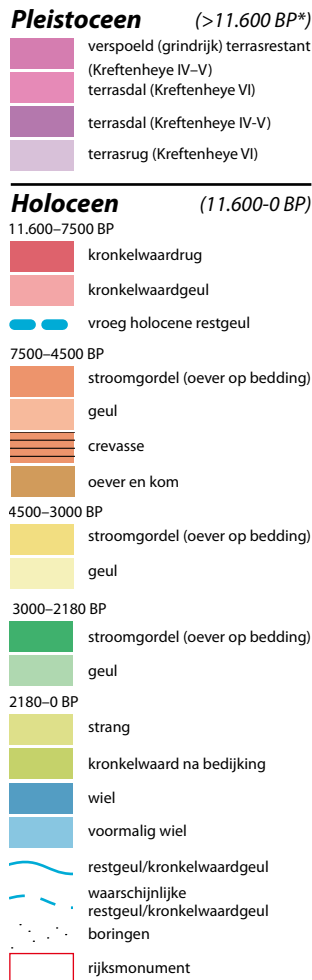 Pleistoceen (>11.600 BP*)
verspoeld (grindrijk) terrasrestant
(Kreftenheye IV–V)
terrasdal (Kreftenheye VI)
terrasdal (Kreftenheye IV-V)
terrasrug (Kreftenheye VI)
Holoceen (11.600-0 BP)
11.600–7500 BP
kronkelwaardrug
kronkelwaardgeul
vroeg holocene restgeul
7500–4500 BP
stroomgordel (oever op bedding)
geul
crevasse
oever en kom
4500–3000 BP
stroomgordel (oever op bedding)
geul
3000–2180 BP
stroomgordel (oever op bedding)
geul
2180–0 BP
strang
kronkelwaard na bedijking
wiel
voormalig wiel
restgeul/kronkelwaardgeul
waarschijnlijke
restgeul/kronkelwaardgeul
boringen
rijksmonument